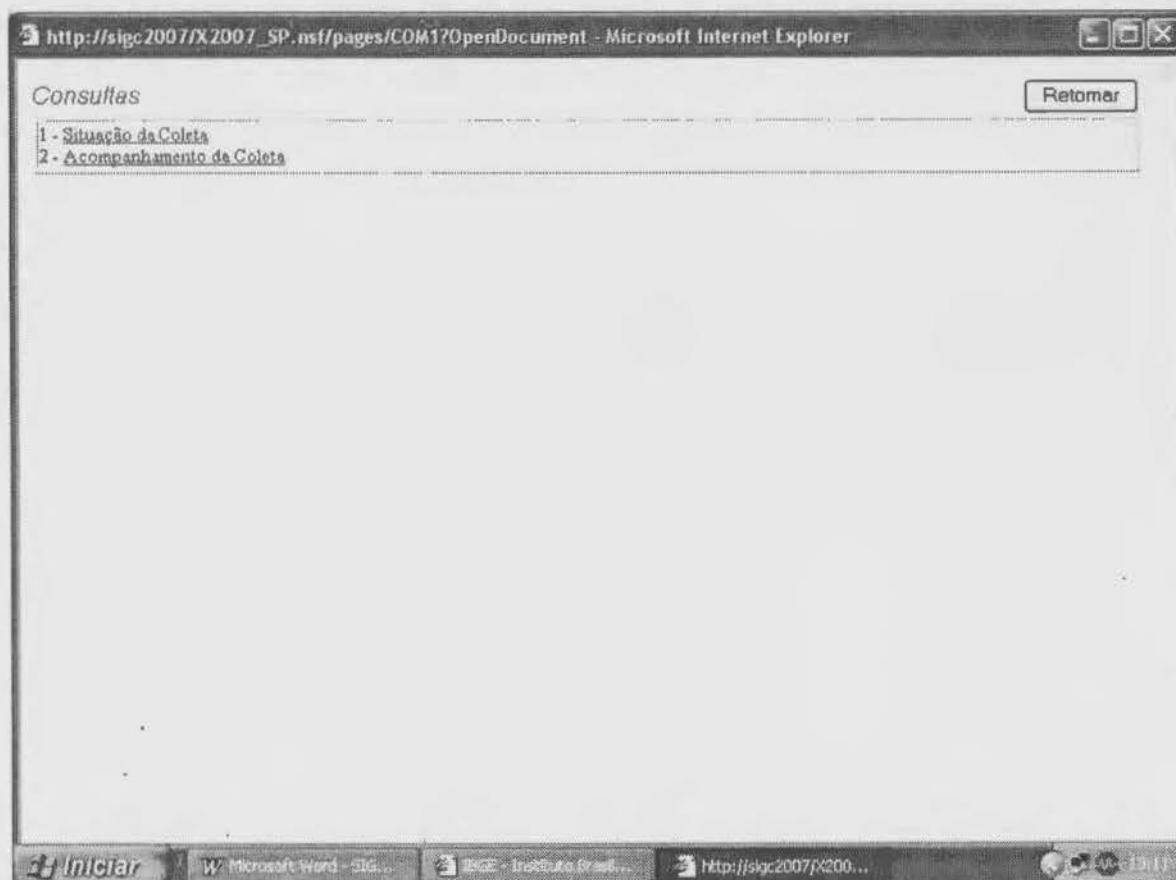 http://sigc2007/X2007_SP.nsf/pages/COM1?OpenDocument - Microsoft Internet Explorer
Consultas
Retornar
1 - Situação da Coleta
2 - Acompanhamento da Coleta
Iniciar
Microsoft Word - SIG...
IBGE - Instituto Brasil...
http://sigc2007/X200...